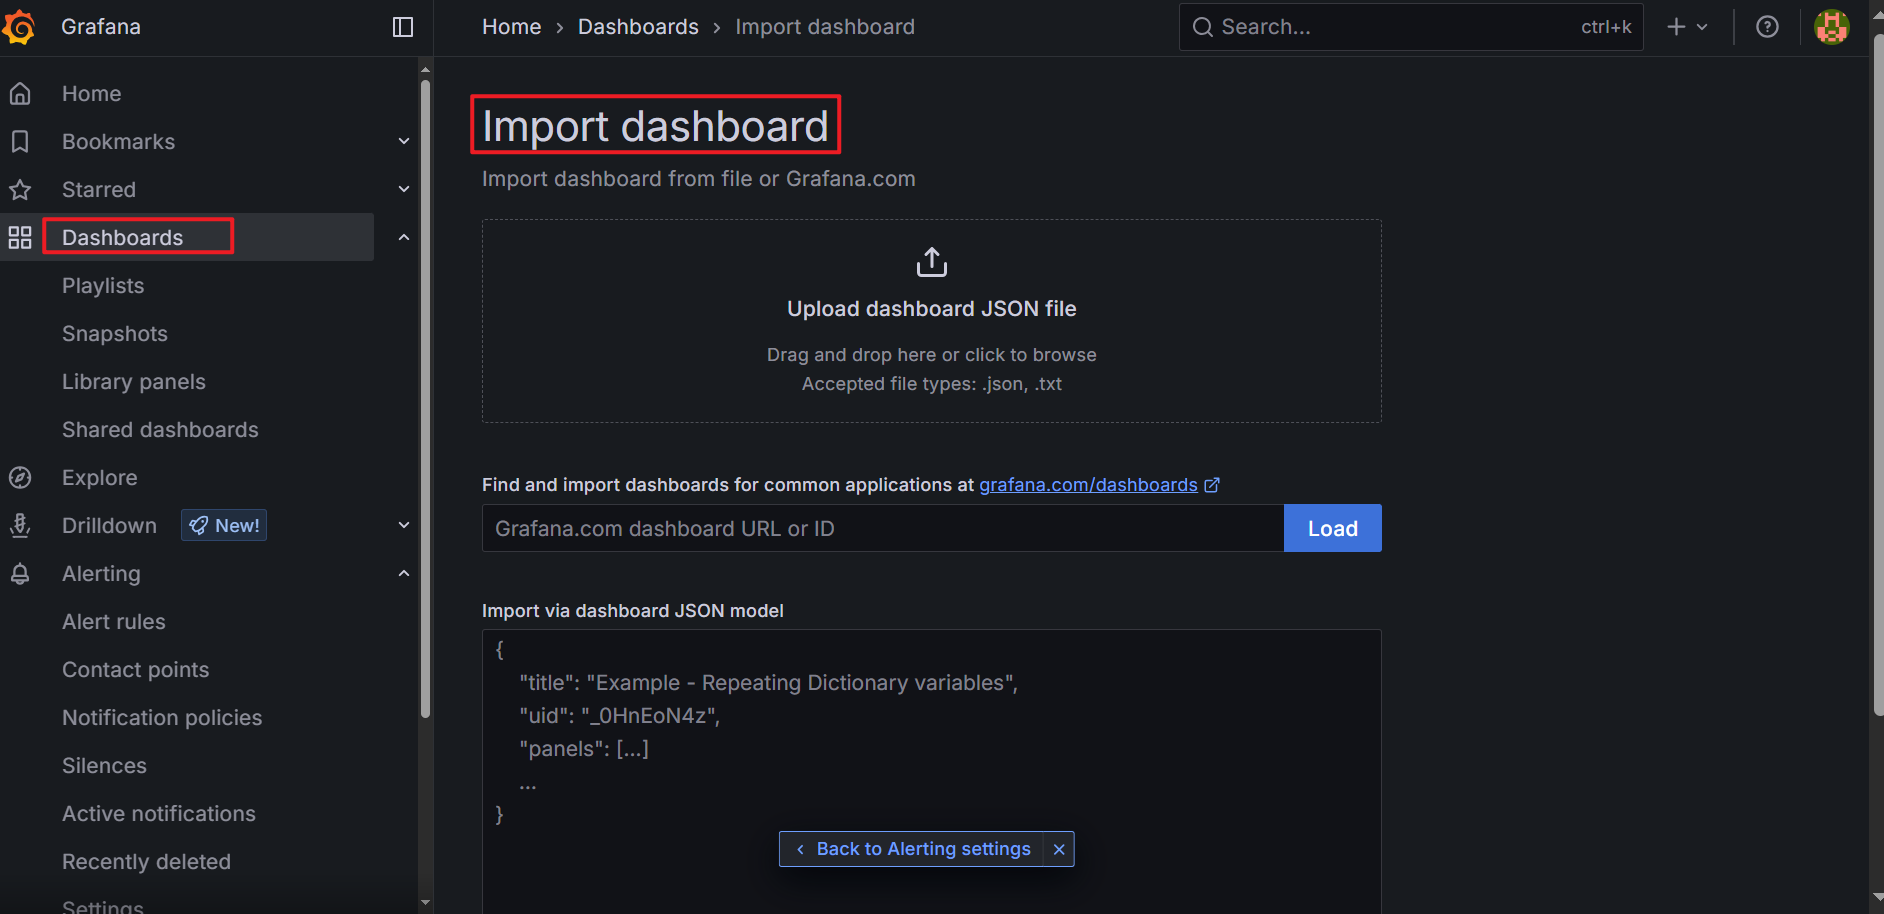 Grafana
Home > Dashboards > Import dashboard
Search...
ctrl+k
Home
Bookmarks
Starred
Dashboards
Playlists
Snapshots
Library panels
Shared dashboards
Explore
Drilldown
New!
Alerting
Alert rules
Contact points
Notification policies
Silences
Active notifications
Recently deleted
Settings
Import dashboard
Import dashboard from file or Grafana.com
Upload dashboard JSON file
Drag and drop here or click to browse
Accepted file types: .json, .txt
Find and import dashboards for common applications at grafana.com/dashboards
Grafana.com dashboard URL or ID
Load
Import via dashboard JSON model
{
"title": "Example - Repeating Dictionary variables",
"uid": "_0HnEoN4z",
"panels": [...]
...
}
Back to Alerting settings